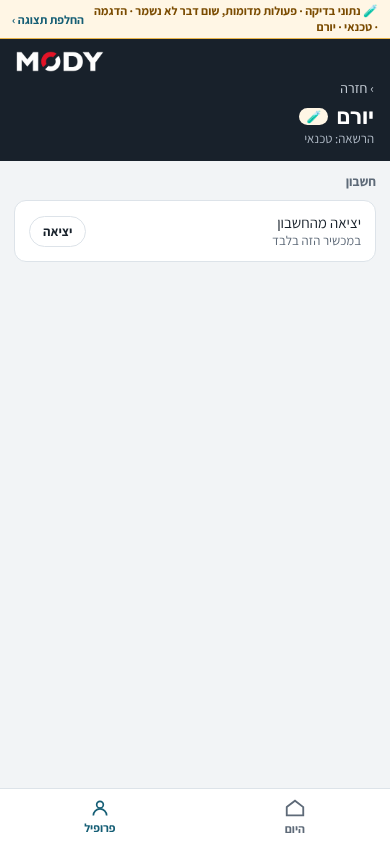 🧪 נתוני בדיקה · פעולות מדומות, שום דבר לא נשמר · הדגמה
· טכנאי · יורם
החלפת תצוגה ›
MODY
› חזרה
יורם 🧪
הרשאה: טכנאי
חשבון
יציאה מהחשבון
במכשיר הזה בלבד
יציאה
היום
פרופיל